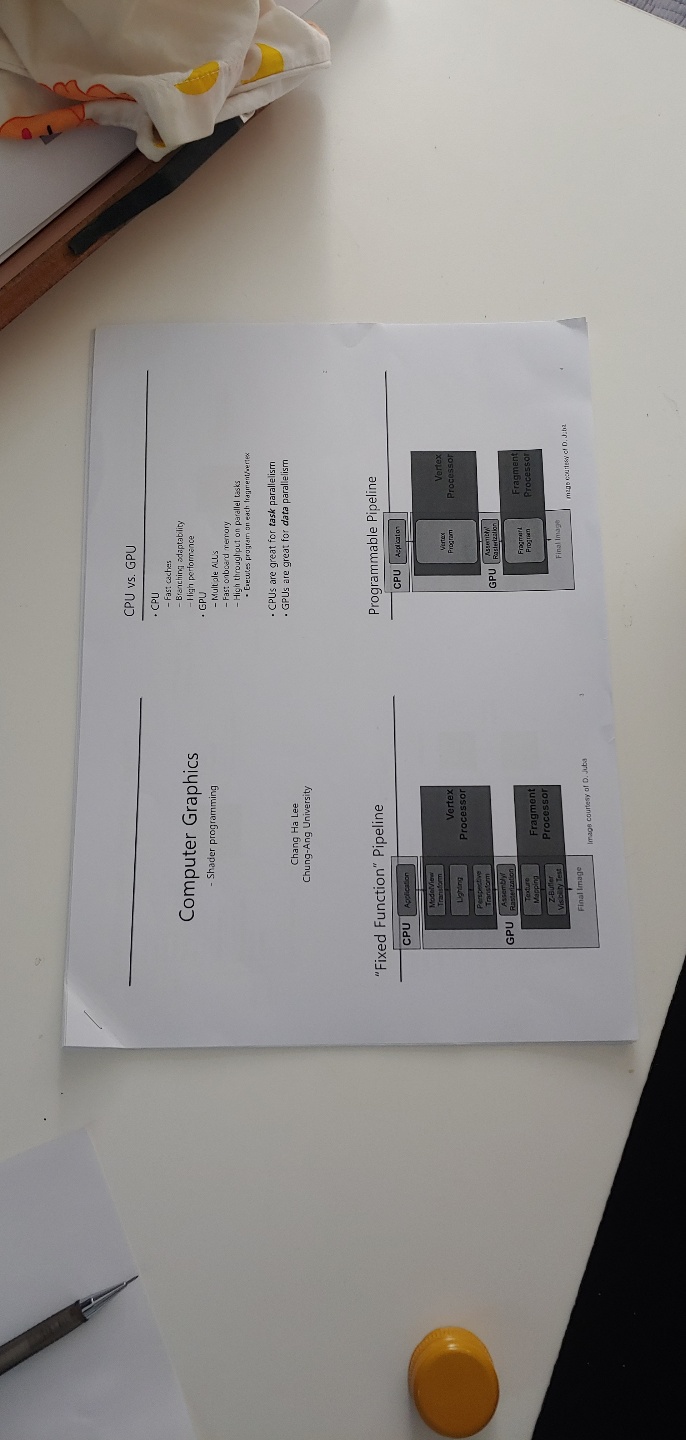 Computer Graphics
- Shader programming
Chang Ha Lee
Chung-Ang University
CPU vs. GPU
• CPU
– Fast caches
– Branching adaptability
– High performance
• GPU
– Multiple ALUs
– Fast onboard memory
– High throughput on parallel tasks
• Executes program on each fragment/vertex
• CPUs are great for task parallelism
• GPUs are great for data parallelism
2
"Fixed Function" Pipeline
CPU
Application
Model/View
Transform
Lighting
Perspective
Transform
Vertex
Processor
GPU
Assembly/
Rasterization
Texture
Mapping
Z-Buffer
Visibility Test
Fragment
Processor
Final Image
Image courtesy of D. Juba
3
Programmable Pipeline
CPU
Application
Vertex
Program
Vertex
Processor
GPU
Assembly/
Rasterization
Fragment
Program
Fragment
Processor
Final Image
Image courtesy of D. Juba
4